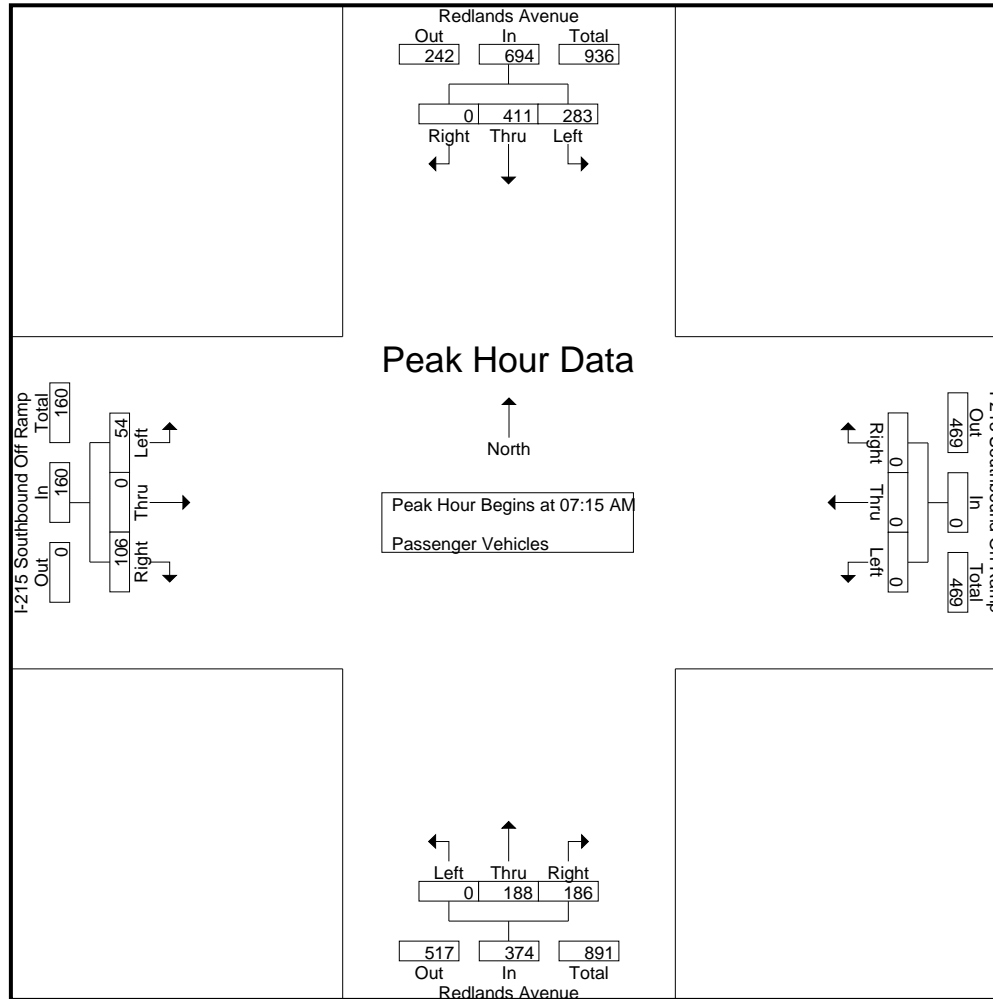 Redlands Avenue
Out In Total
242 694 936
0 411 283
Right Thru Left
Peak Hour Data
North
Peak Hour Begins at 07:15 AM
Passenger Vehicles
I-215 Southbound Off Ramp
Total In Out
160 160 0
54 0 106
Left Thru Right
Right Thru Left
0 0 0
469 0 469
Out In Total
Left Thru Right
0 188 186
517 374 891
Out In Total
Redlands Avenue